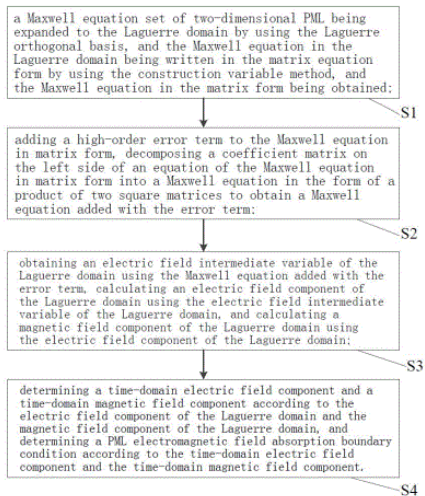 a Maxwell equation set of two-dimensional PML being
expanded to the Laguerre domain by using the Laguerre
orthogonal basis, and the Maxwell equation in the
Laguerre domain being written in the matrix equation
form by using the construction variable method, and
the Maxwell equation in the matrix form being obtained;
S1
adding a high-order error term to the Maxwell equation
in matrix form, decomposing a coefficient matrix on
the left side of an equation of the Maxwell equation
in matrix form into a Maxwell equation in the form of a
product of two square matrices to obtain a Maxwell
equation added with the error term;
S2
obtaining an electric field intermediate variable of the
Laguerre domain using the Maxwell equation added with the
error term, calculating an electric field component of
the Laguerre domain using the electric field intermediate
variable of the Laguerre domain, and calculating a
magnetic field component of the Laguerre domain using
the electric field component of the Laguerre domain;
S3
determining a time-domain electric field component and a
time-domain magnetic field component according to the
electric field component of the Laguerre domain and the
magnetic field component of the Laguerre domain, and
determining a PML electromagnetic field absorption boundary
condition according to the time-domain electric field
component and the time-domain magnetic field component.
S4